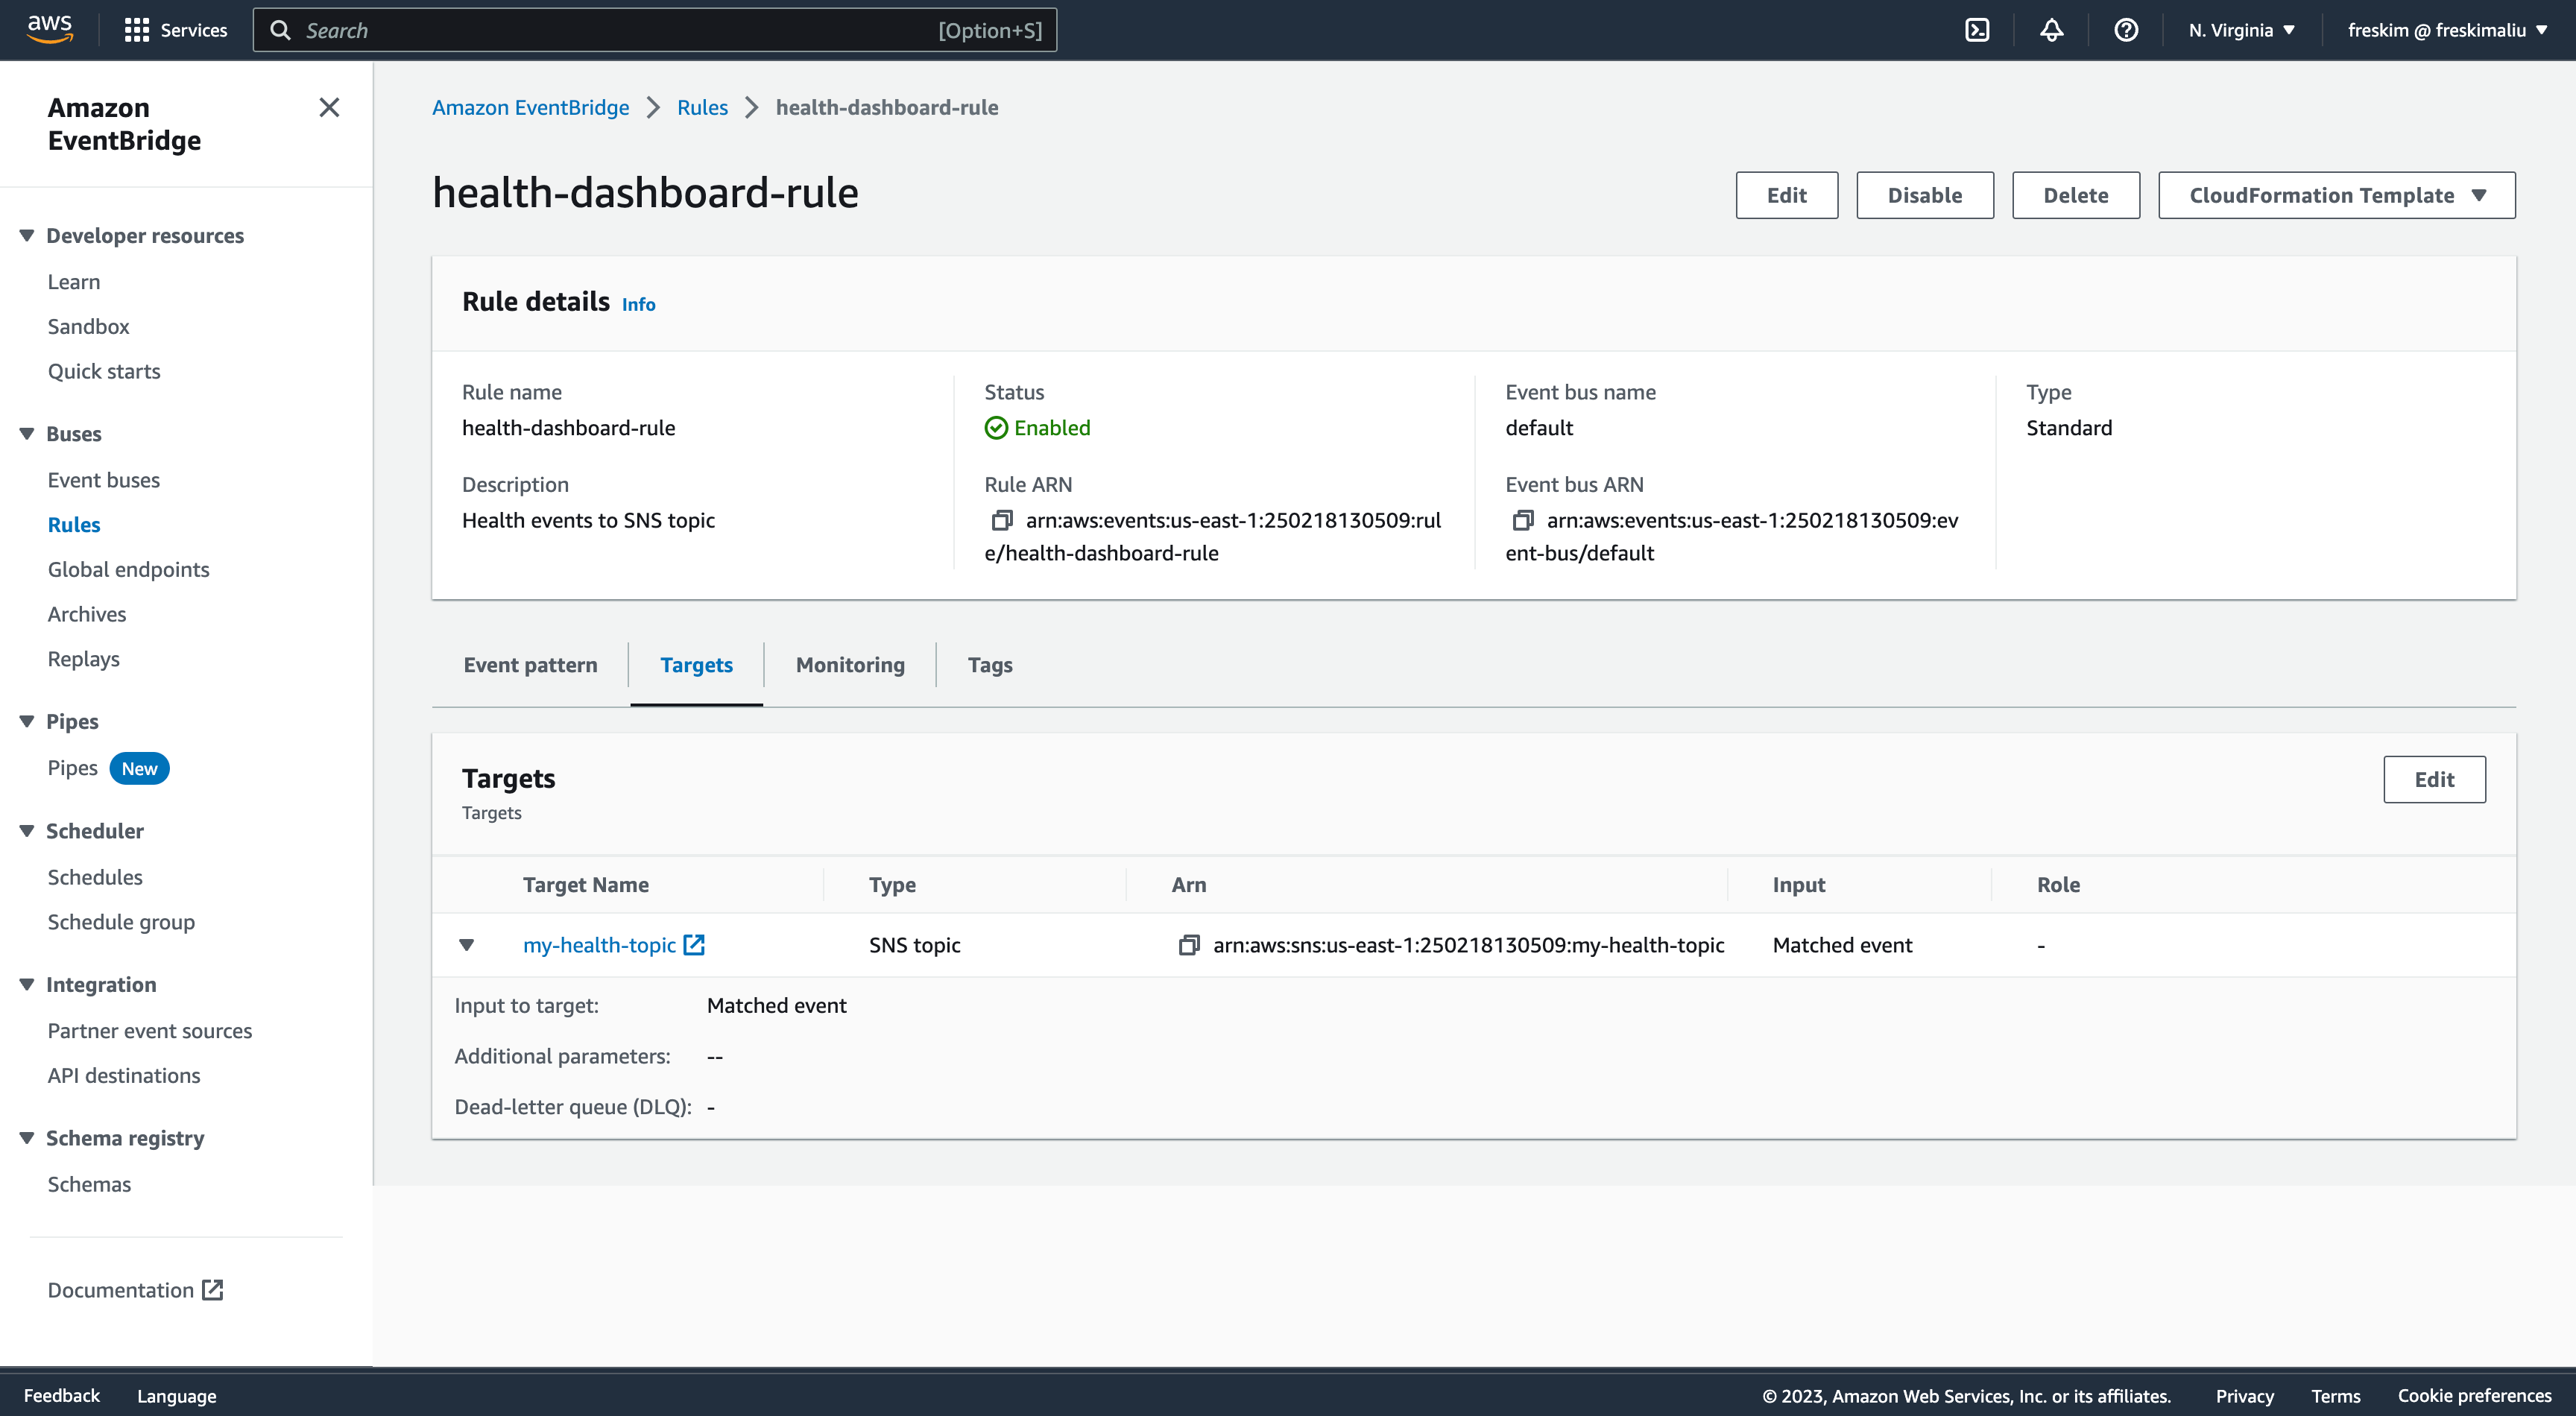 aws
Services
Search
[Option+S]
N. Virginia
freskim @ freskimaliu
Amazon
EventBridge
Developer resources
Learn
Sandbox
Quick starts
Buses
Event buses
Rules
Global endpoints
Archives
Replays
Pipes
Pipes New
Scheduler
Schedules
Schedule group
Integration
Partner event sources
API destinations
Schema registry
Schemas
Documentation
Amazon EventBridge > Rules > health-dashboard-rule
health-dashboard-rule
Edit
Disable
Delete
CloudFormation Template
Rule details Info
Rule name
health-dashboard-rule
Description
Health events to SNS topic
Status
Enabled
Rule ARN
arn:aws:events:us-east-1:250218130509:rul
e/health-dashboard-rule
Event bus name
default
Event bus ARN
arn:aws:events:us-east-1:250218130509:ev
ent-bus/default
Type
Standard
Event pattern
Targets
Monitoring
Tags
Targets
Targets
Edit
Target Name Type Arn Input Role
my-health-topic SNS topic arn:aws:sns:us-east-1:250218130509:my-health-topic Matched event -
Input to target: Matched event
Additional parameters: --
Dead-letter queue (DLQ): -
Feedback Language
© 2023, Amazon Web Services, Inc. or its affiliates. Privacy Terms Cookie preferences